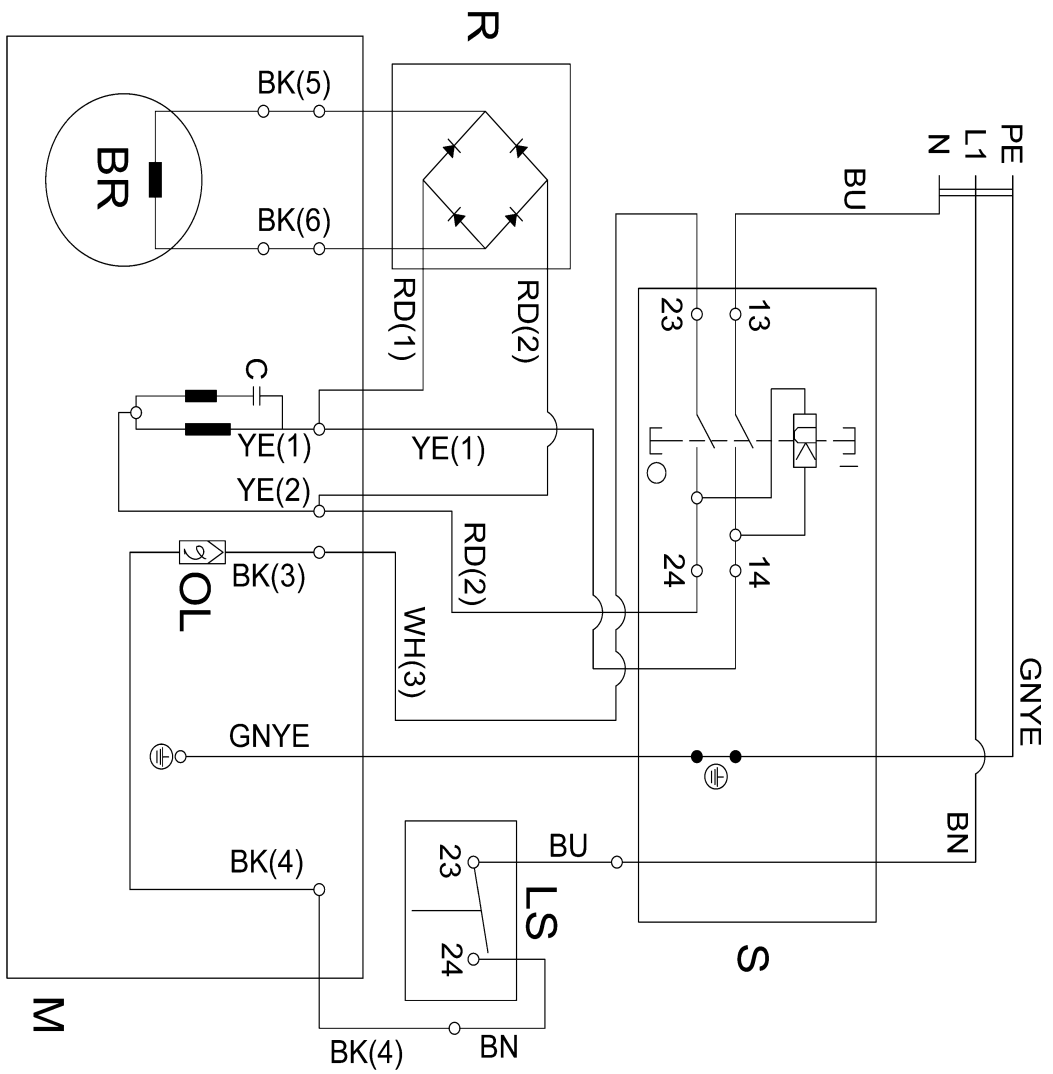 R
BK(5)
BR
BK(6)
RD(1)
RD(2)
PE
L1
N
BU
23
13
C
YE(1)
YE(1)
YE(2)
BK(3)
OL
RD(2)
24
14
WH(3)
GNYE
GNYE
BN
BK(4)
23
24
LS
BU
S
M
BK(4)
BN